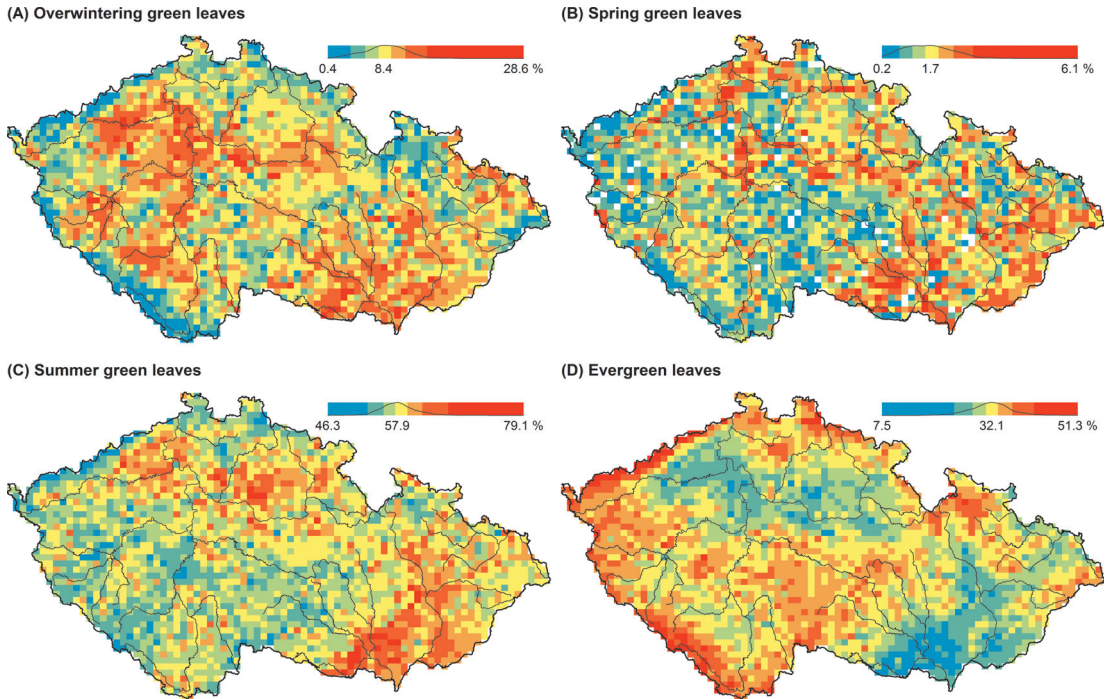 (A) Overwintering green leaves
0.4 8.4 28.6 %
(B) Spring green leaves
0.2 1.7 6.1 %
(C) Summer green leaves
46.3 57.9 79.1 %
(D) Evergreen leaves
7.5 32.1 51.3 %